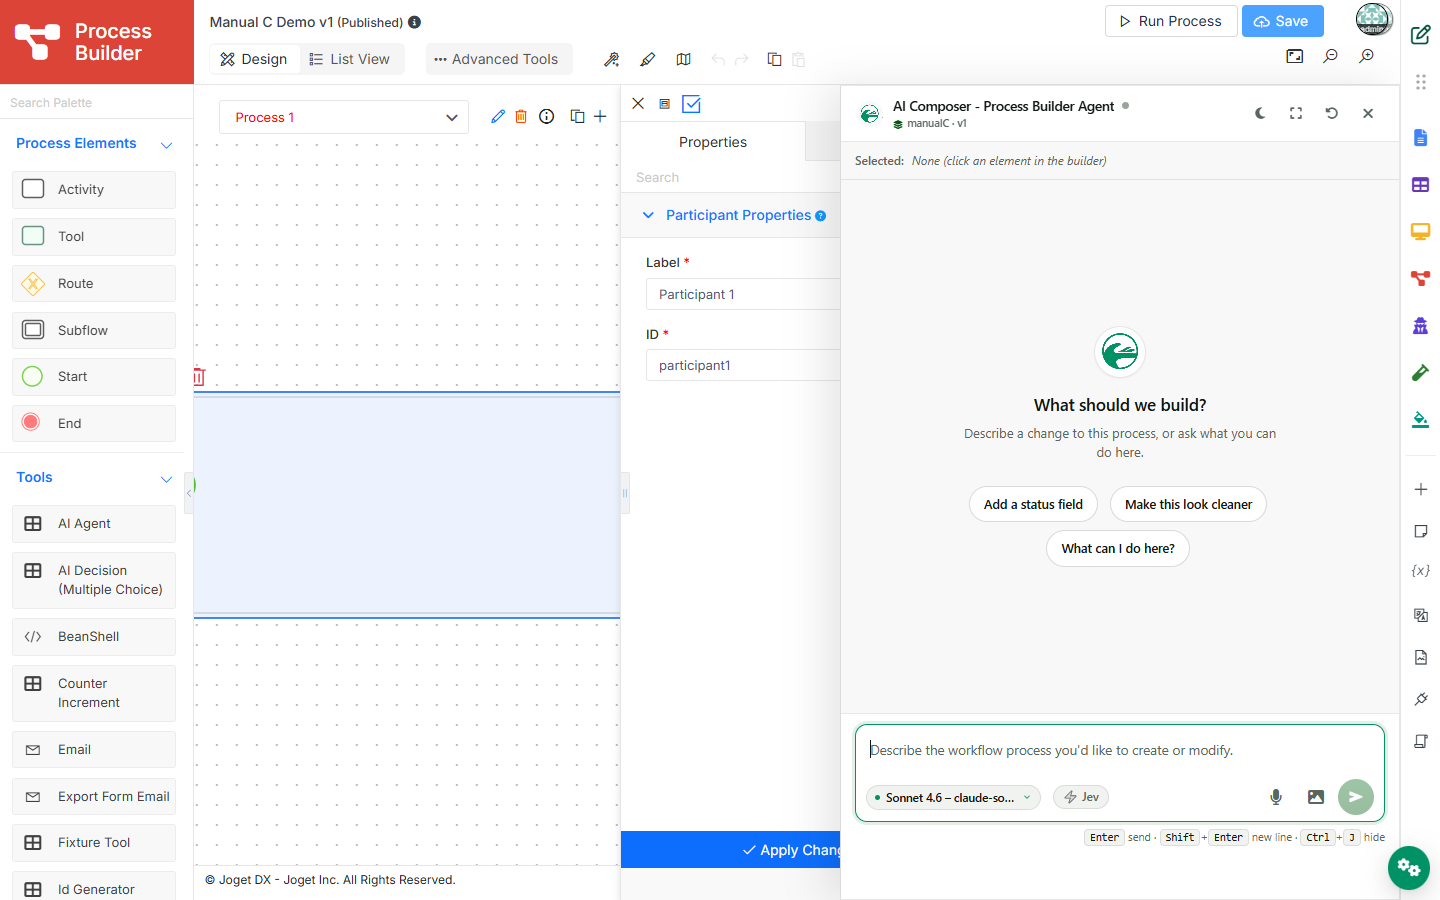 Process
Builder
Manual C Demo v1 (Published)
Run Process
Save
admin
Design
List View
Advanced Tools
Search Palette
Process Elements
Activity
Tool
Route
Subflow
Start
End
Tools
AI Agent
AI Decision
(Multiple Choice)
BeanShell
Counter
Increment
Email
Export Form Email
Fixture Tool
Id Generator
Process 1
© Joget DX - Joget Inc. All Rights Reserved.
Properties
Search
Participant Properties
Label *
Participant 1
ID *
participant1
AI Composer - Process Builder Agent
manualC · v1
Selected: None (click an element in the builder)
What should we build?
Describe a change to this process, or ask what you can
do here.
Add a status field
Make this look cleaner
What can I do here?
Describe the workflow process you'd like to create or modify.
Sonnet 4.6 – claude-so...
Jev
Enter send · Shift + Enter new line · Ctrl + J hide
{x}